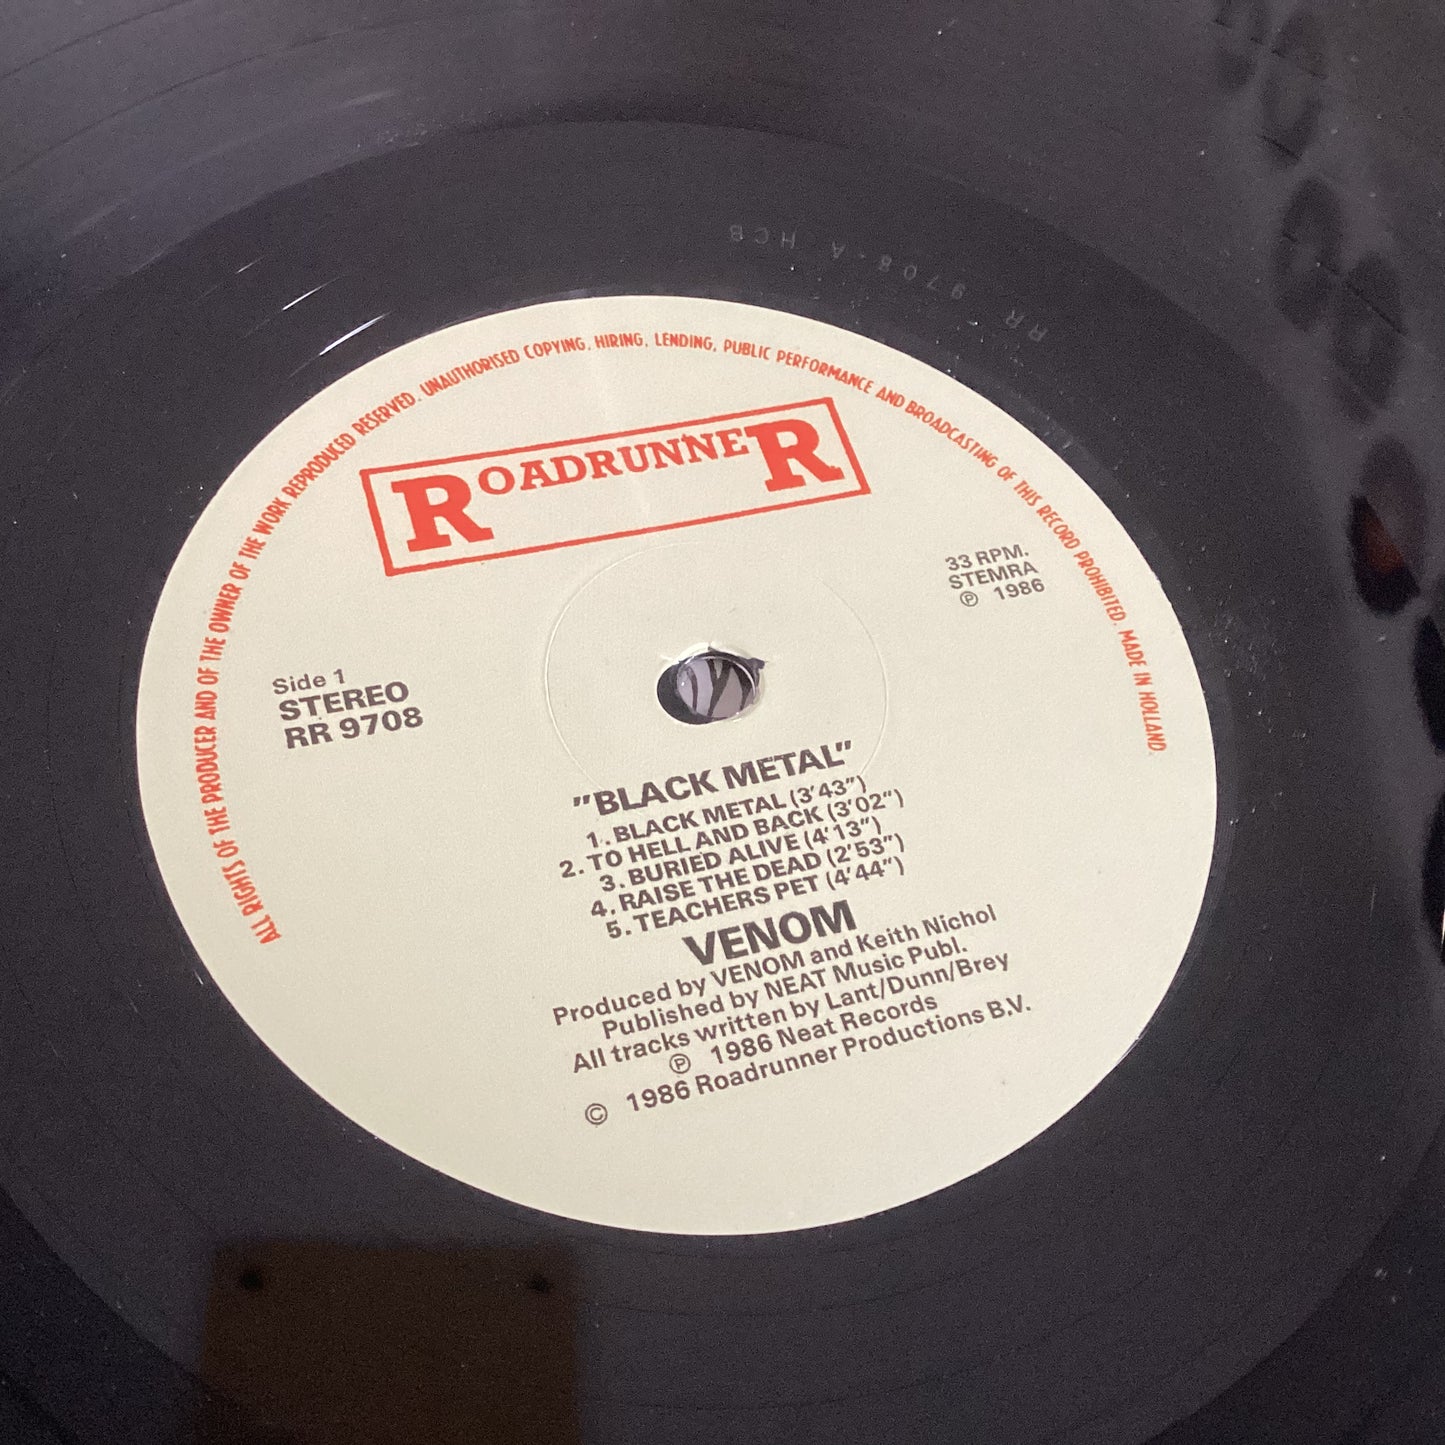 RR 9708-A HCB
ALL RIGHTS OF THE PRODUCER AND OF THE OWNER OF THE WORK REPRODUCED RESERVED. UNAUTHORISED COPYING, HIRING, LENDING, PUBLIC PERFORMANCE AND BROADCASTING OF THIS RECORD PROHIBITED. MADE IN HOLLAND
ROADRUNNER
33 RPM.
STEMRA
℗ 1986
Side 1
STEREO
RR 9708
"BLACK METAL"
1. BLACK METAL (3'43")
2. TO HELL AND BACK (3'02")
3. BURIED ALIVE (4'13")
4. RAISE THE DEAD (2'53")
5. TEACHERS PET (4'44")
VENOM
Produced by VENOM and Keith Nichol
Published by NEAT Music Publ.
All tracks written by Lant/Dunn/Brey
℗ 1986 Neat Records
© 1986 Roadrunner Productions B.V.